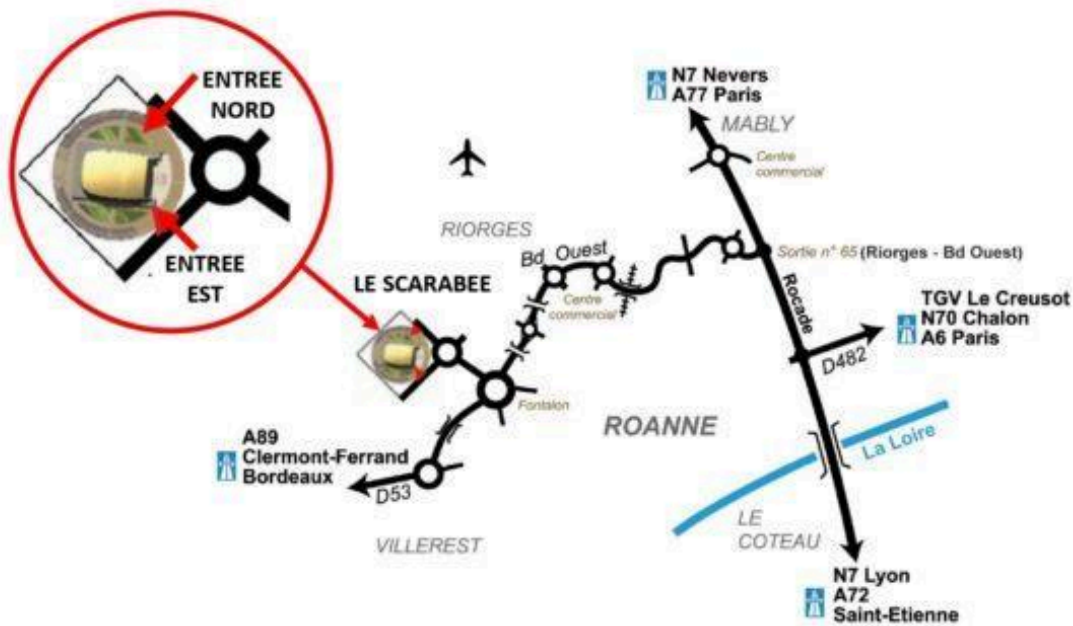 ENTREE
NORD
ENTREE
EST
N7 Nevers
A77 Paris
MABLY
Centre
commercial
RIORGES
Bd Ouest
Sortie n° 65 (Riorges - Bd Ouest)
LE SCARABEE
Centre
commercial
Rocade
TGV Le Creusot
N70 Chalon
A6 Paris
D482
Fontalon
ROANNE
La Loire
A89
Clermont-Ferrand
Bordeaux
D53
LE
COTEAU
VILLEREST
N7 Lyon
A72
Saint-Etienne